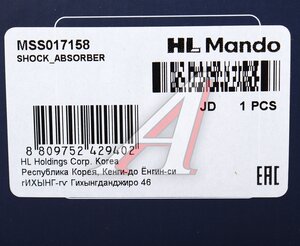 MSS017158
SHOCK_ABSORBER
HL Mando
JD 1 PCS
8 809752 429402
HL Holdings Corp. Korea
Республика Корея, Кенги-до Ёнгин-си
гИХЫНГ-гу Гихынгданджиро 46
EAC